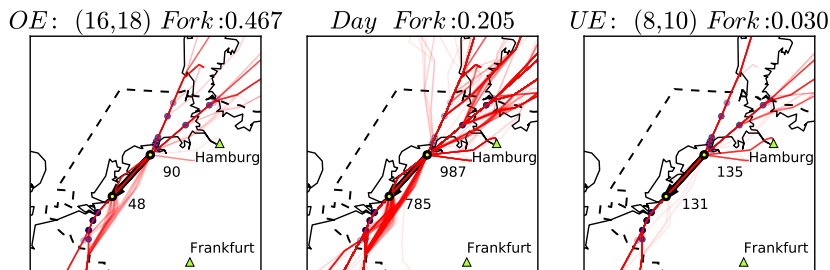 OE: (16,18) Fork:0.467
Hamburg
90
48
Frankfurt
Day Fork:0.205
Hamburg
987
785
Frankfurt
UE: (8,10) Fork:0.030
Hamburg
135
131
Frankfurt